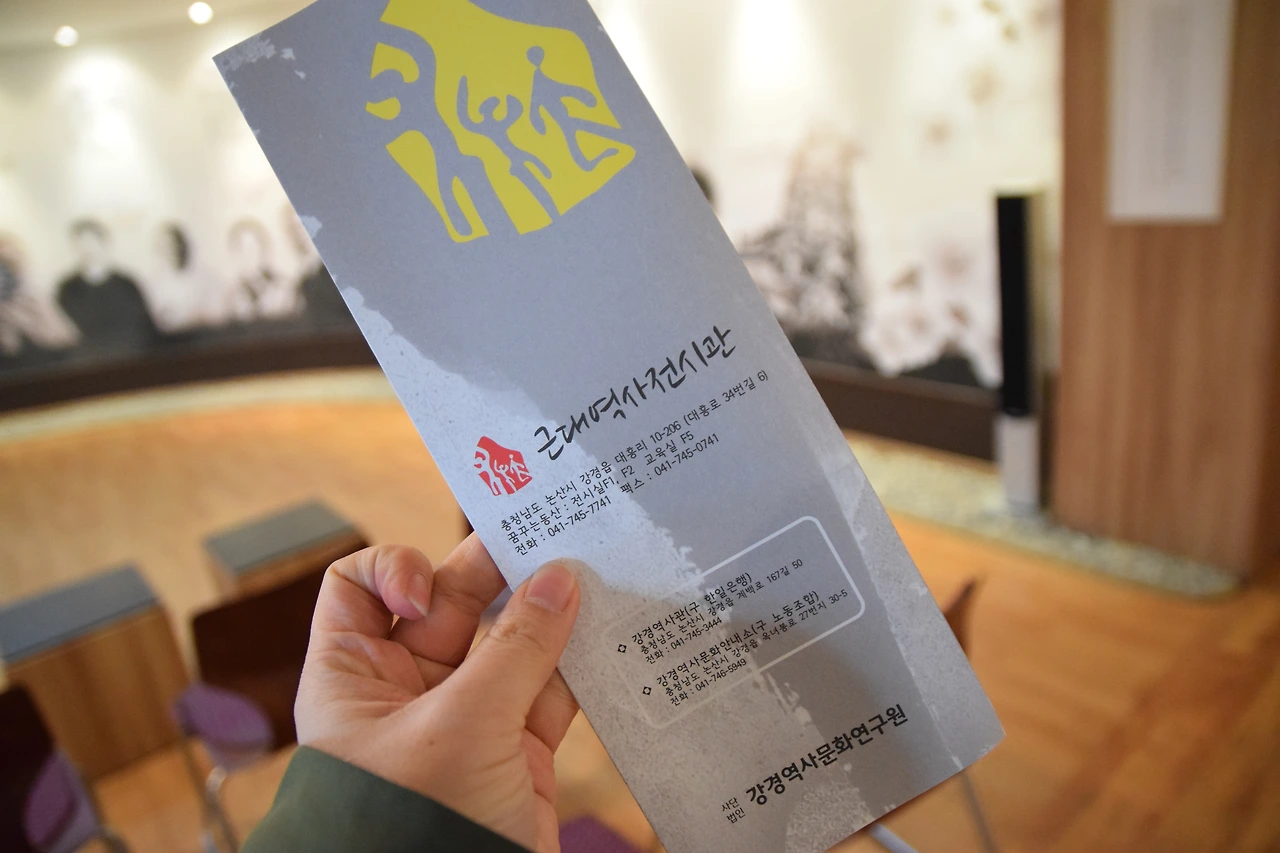 근대역사전시관
충청남도 논산시 강경읍 대흥리 10-206 (대흥로 34번길 6)
꿈꾸는동산 : 전시실F1, F2 교육실 F5
전화 : 041-745-7741 팩스 : 041-745-0741
◇ 강경역사관(구 한일은행)
충청남도 논산시 강경읍 계백로 167길 50
전화 : 041-745-3444
◇ 강경역사문화안내소(구 노동조합)
충청남도 논산시 강경읍 옥녀봉로 27번지 30-5
전화 : 041-746-5949
사단법인 강경역사문화연구원